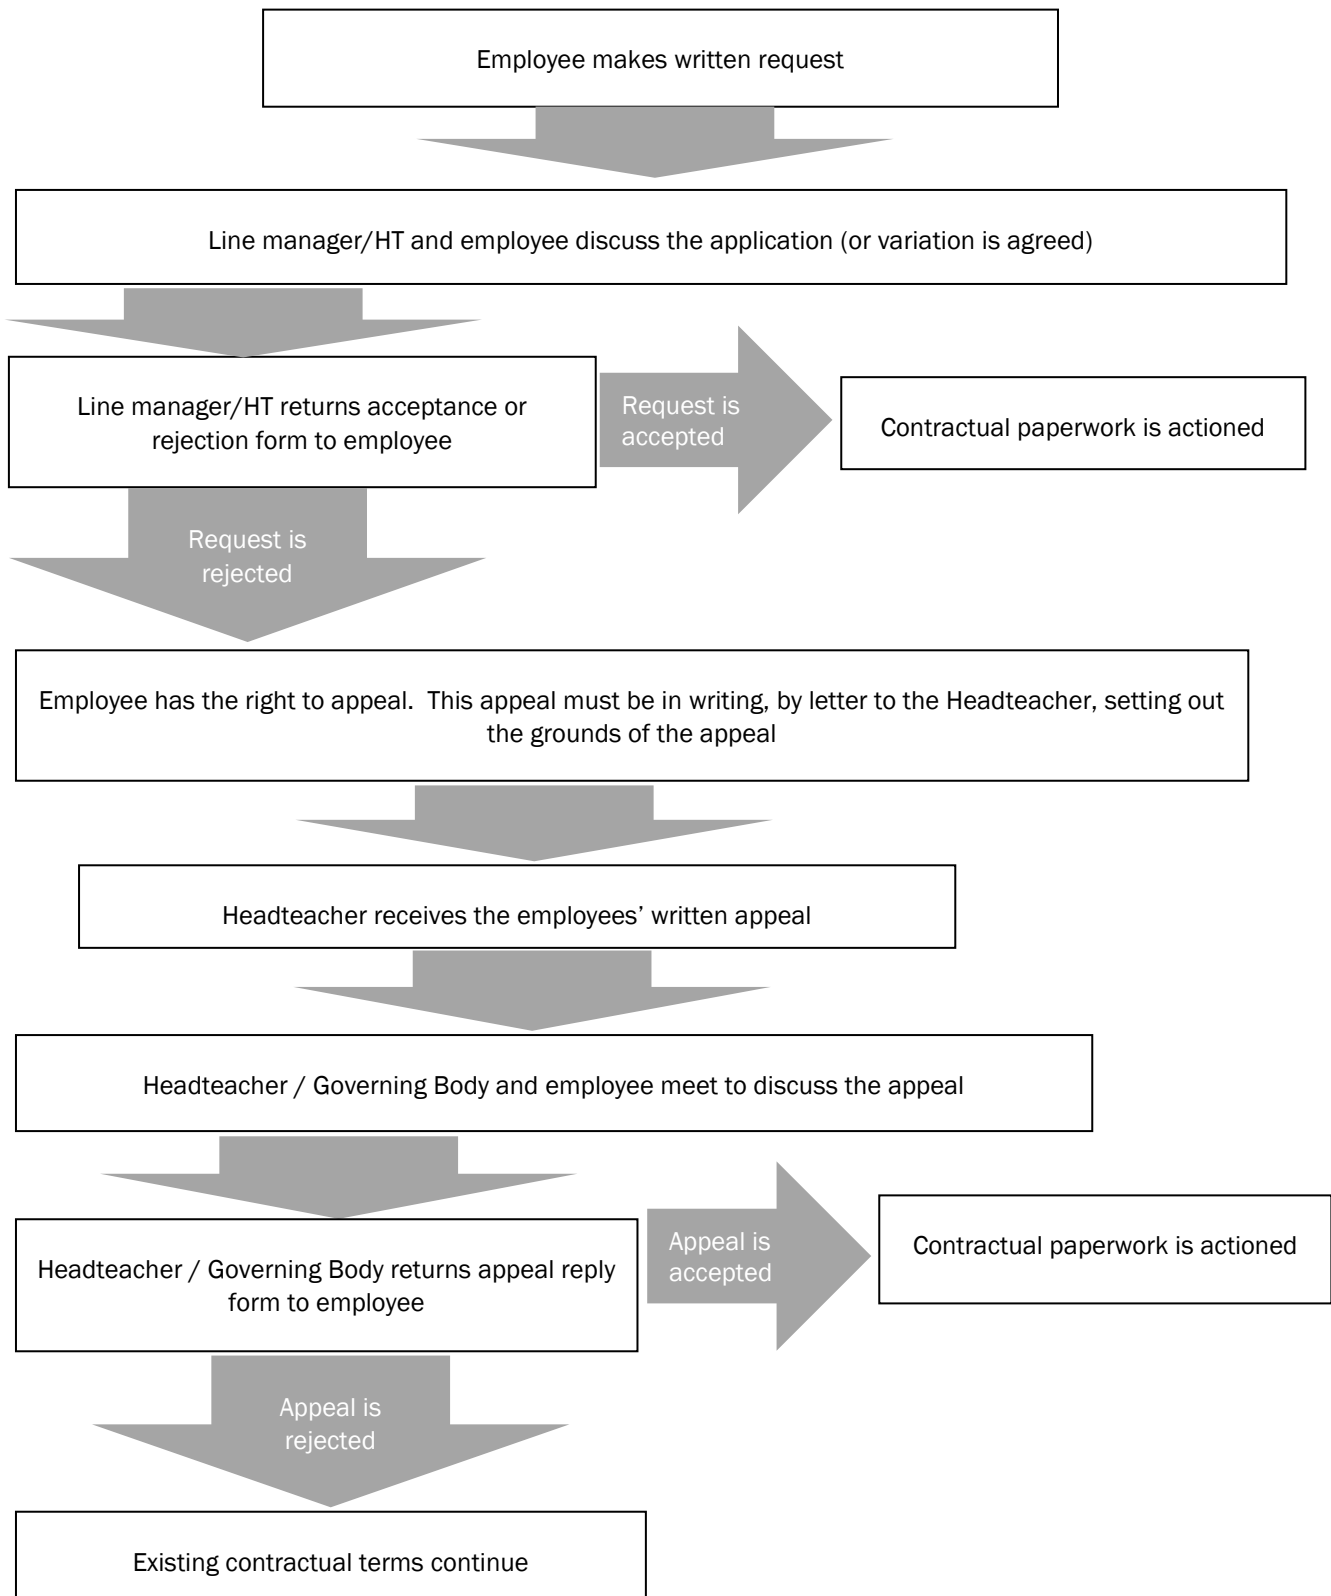 Employee makes written request
Line manager/HT and employee discuss the application (or variation is agreed)
Line manager/HT returns acceptance or
rejection form to employee
Request is
accepted
Contractual paperwork is actioned
Request is
rejected
Employee has the right to appeal.  This appeal must be in writing, by letter to the Headteacher, setting out
the grounds of the appeal
Headteacher receives the employees’ written appeal
Headteacher / Governing Body and employee meet to discuss the appeal
Headteacher / Governing Body returns appeal reply
form to employee
Appeal is
accepted
Contractual paperwork is actioned
Appeal is
rejected
Existing contractual terms continue